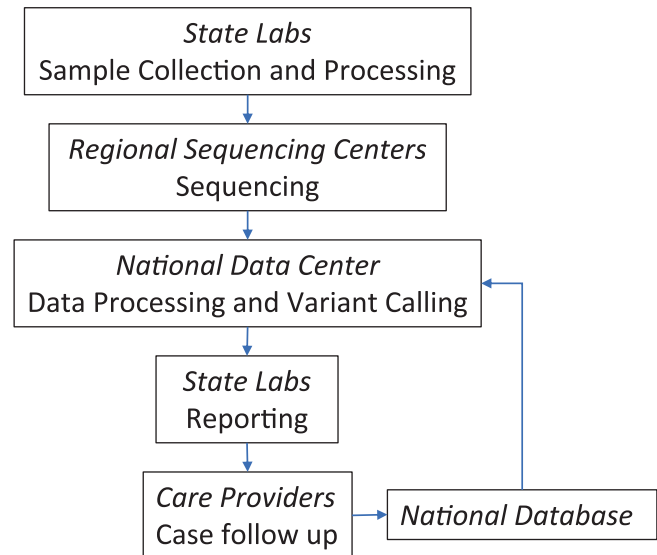 State Labs
Sample Collection and Processing
Regional Sequencing Centers
Sequencing
National Data Center
Data Processing and Variant Calling
State Labs
Reporting
Care Providers
Case follow up
National Database